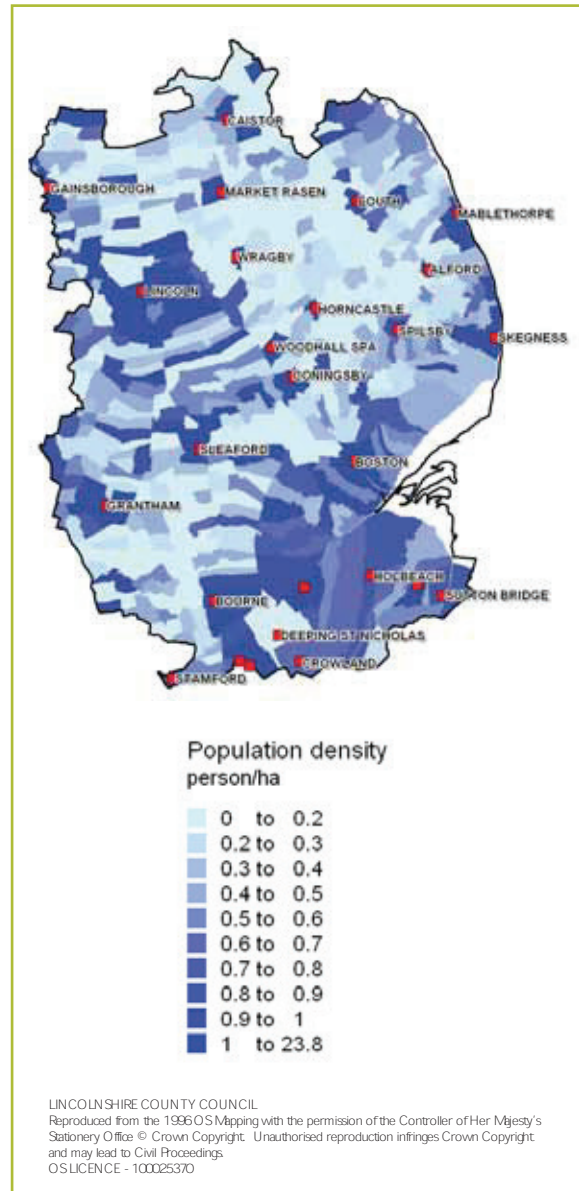 CAISTOR
GAINSBOROUGH
MARKET RASEN
LOUTH
MABLETHORPE
WRAGBY
ALFORD
LINCOLN
HORNCASTLE
SPILSBY
SKEGNESS
WOODHALL SPA
CONINGSBY
SLEAFORD
BOSTON
GRANTHAM
HOLBEACH
SUTTON BRIDGE
BOURNE
DEEPING ST NICHOLAS
CROWLAND
STAMFORD
Population density
person/ha
0 to 0.2
0.2 to 0.3
0.3 to 0.4
0.4 to 0.5
0.5 to 0.6
0.6 to 0.7
0.7 to 0.8
0.8 to 0.9
0.9 to 1
1 to 23.8
LINCOLNSHIRE COUNTY COUNCIL
Reproduced from the 1996 OS Mapping with the permission of the Controller of Her Majesty's
Stationery Office © Crown Copyright. Unauthorised reproduction infringes Crown Copyright
and may lead to Civil Proceedings.
OS LICENCE - 100025370